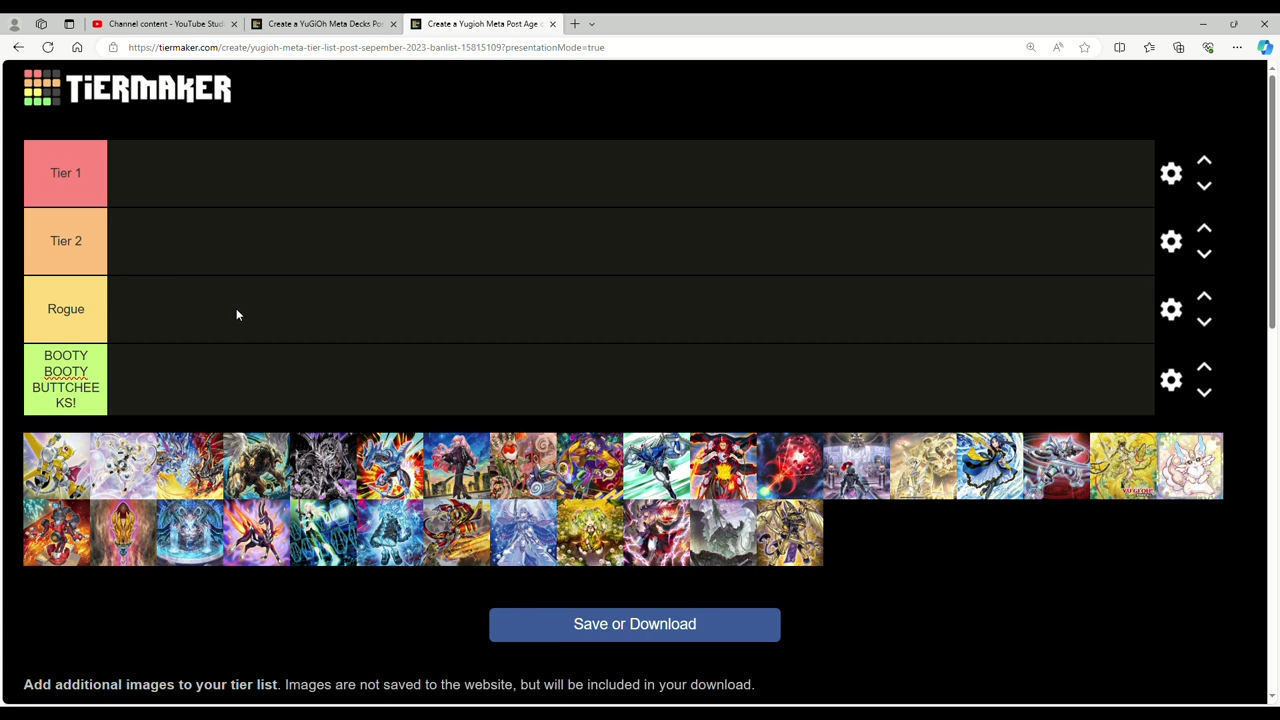 Channel content - YouTube Stud
Create a YuGiOh Meta Decks Po
Create a Yugioh Meta Post Age
https://tiermaker.com/create/yugioh-meta-tier-list-post-sepember-2023-banlist-15815109?presentationMode=true
TiERMAKER
Tier 1
Tier 2
Rogue
BOOTY
BOOTY
BUTTCHEE
KS!
Save or Download
Add additional images to your tier list. Images are not saved to the website, but will be included in your download.